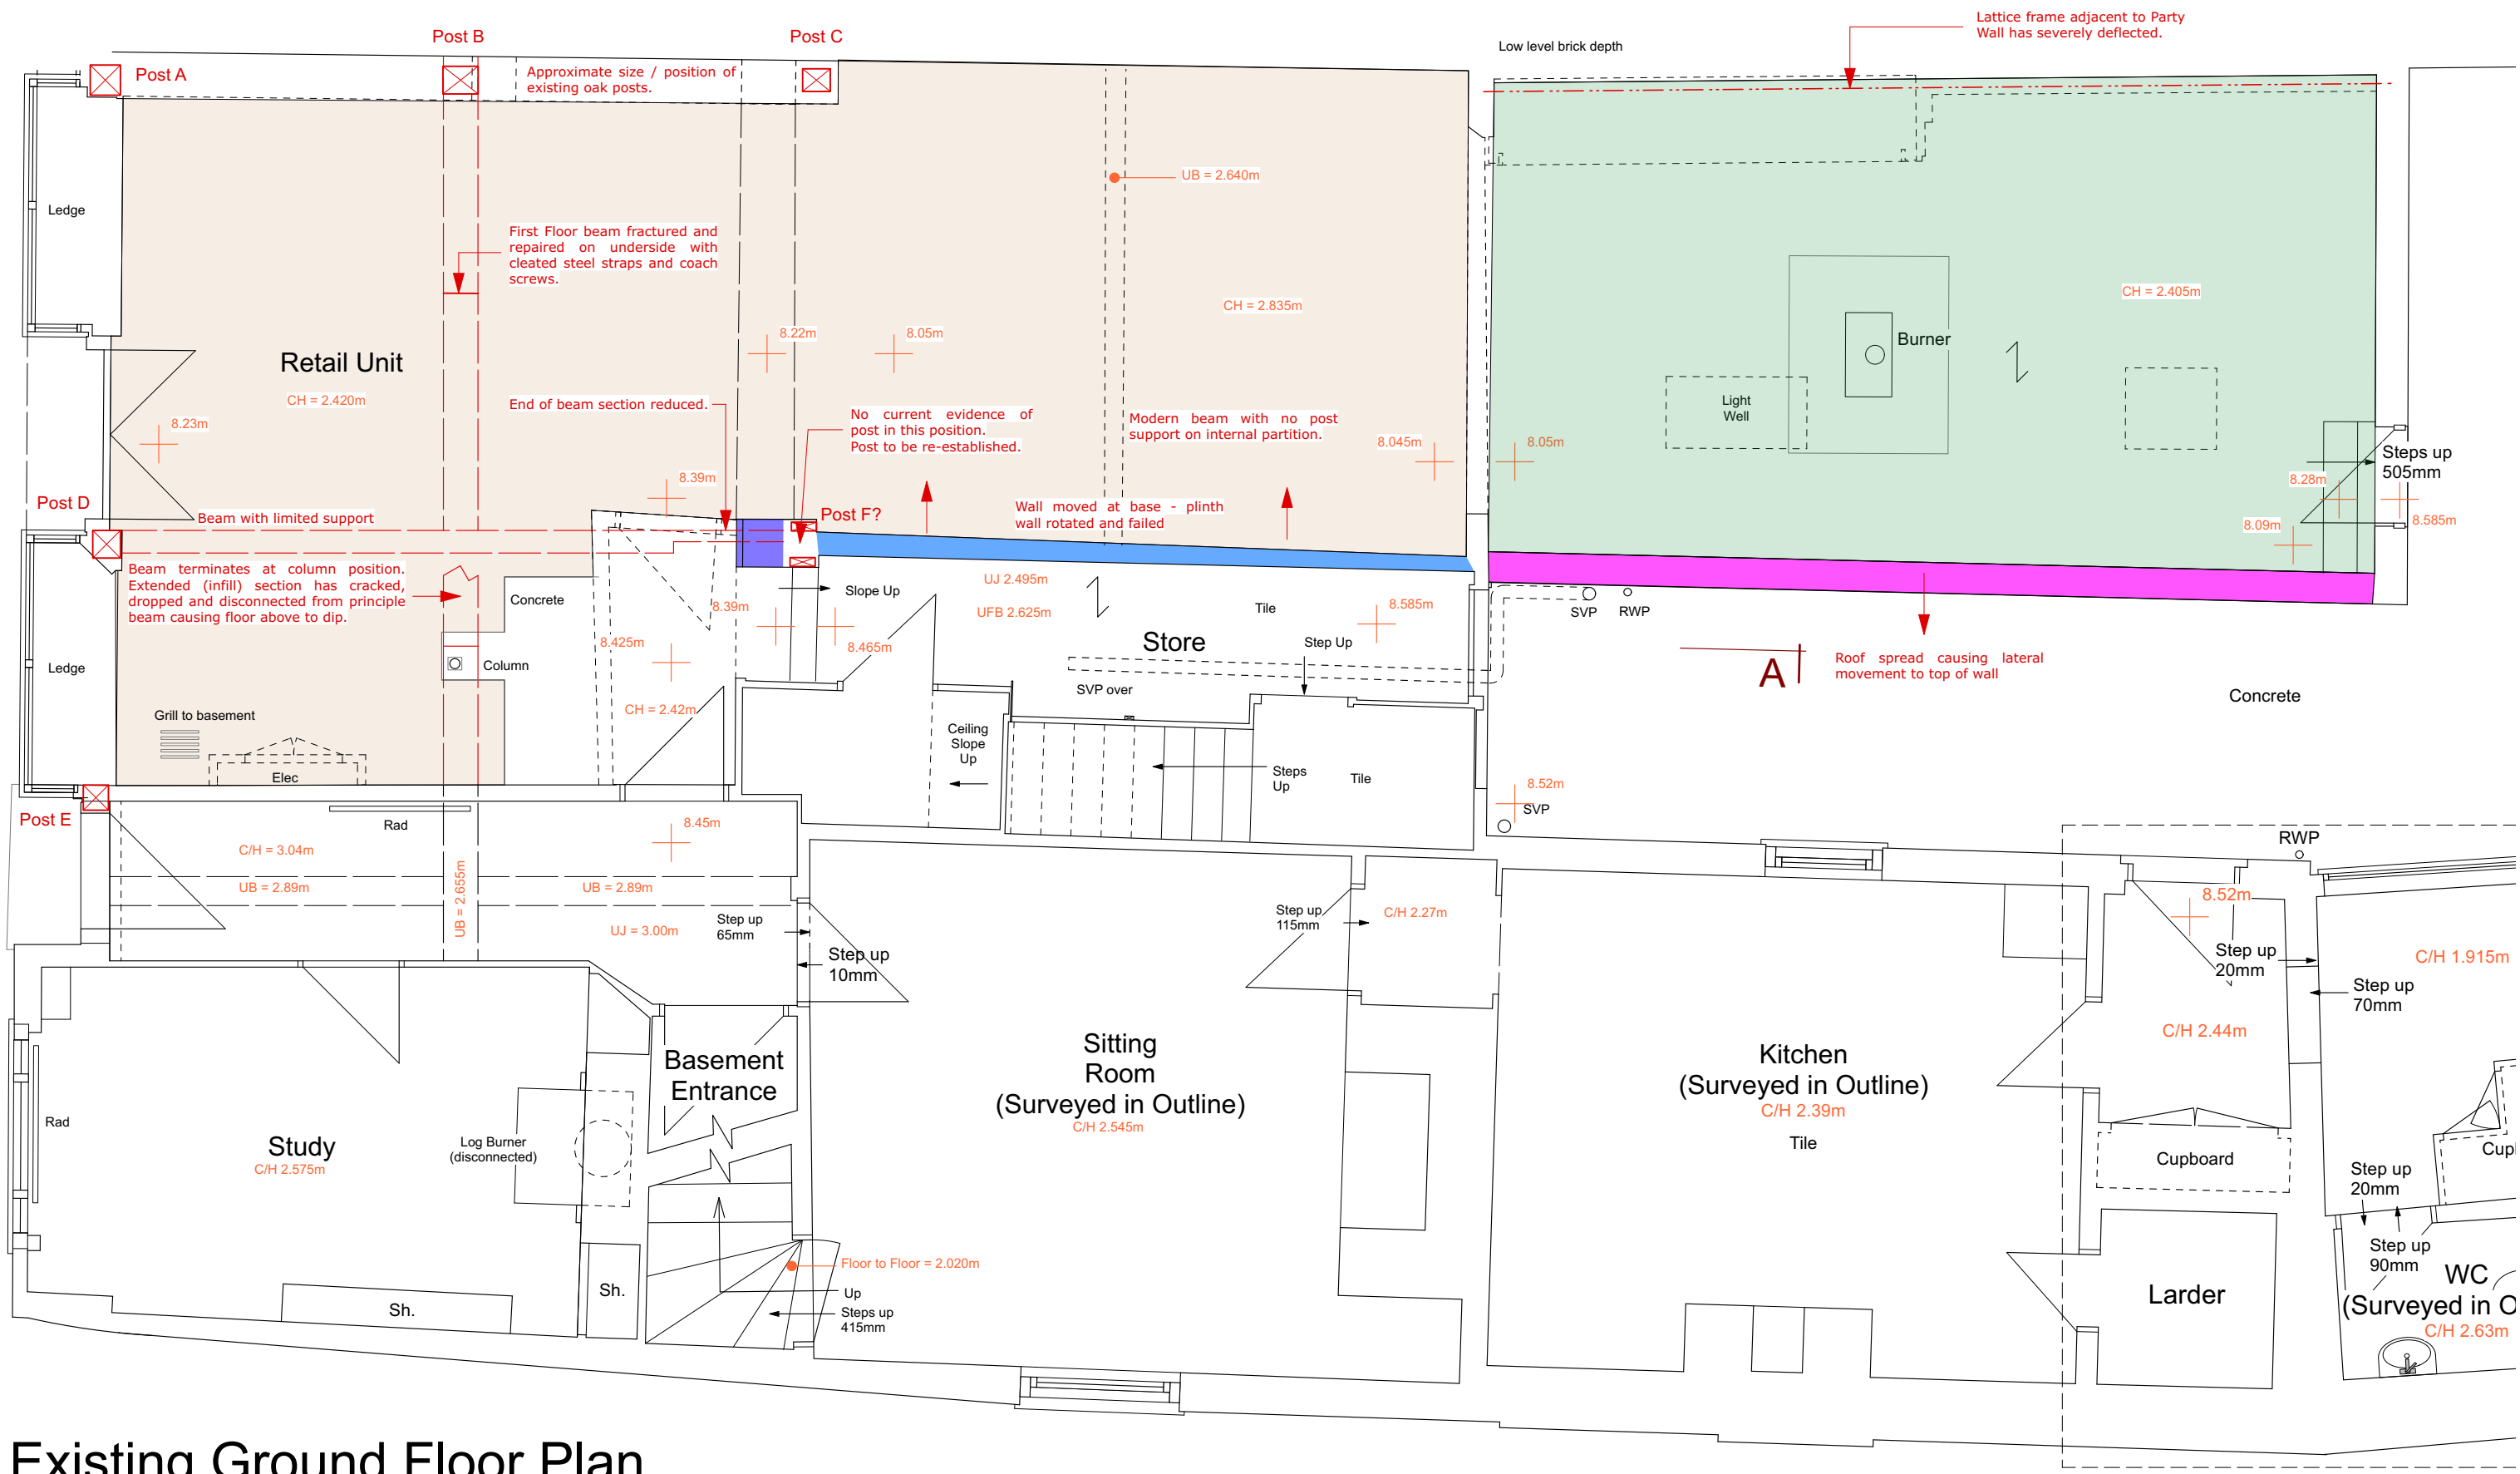 Lattice frame adjacent to Party
Wall has severely deflected.
Post B
Post C
Low level brick depth
Post A
Approximate size / position of
existing oak posts.
UB = 2.640m
Ledge
First Floor beam fractured and
repaired on underside with
cleated steel straps and coach
screws.
CH = 2.835m
CH = 2.405m
8.22m
8.05m
Burner
Retail Unit
CH = 2.420m
End of beam section reduced.
No current evidence of
post in this position.
Post to be re-established.
Modern beam with no post
support on internal partition.
Light
Well
8.23m
8.045m
8.05m
Steps up
505mm
8.39m
8.28m
Post D
Beam with limited support
Post F?
Wall moved at base - plinth
wall rotated and failed
8.09m
8.585m
Beam terminates at column position.
Extended (infill) section has cracked,
dropped and disconnected from principle
beam causing floor above to dip.
Concrete
8.39m
Slope Up
UJ 2.495m
UFB 2.625m
Tile
8.585m
SVP
RWP
8.425m
8.465m
Store
Step Up
Ledge
Column
SVP over
A
Roof spread causing lateral
movement to top of wall
Concrete
Grill to basement
CH = 2.42m
Ceiling
Slope
Up
Elec
Steps
Up
Tile
8.52m
SVP
Post E
Rad
8.45m
RWP
C/H = 3.04m
UB = 2.89m
UB = 2.655m
UB = 2.89m
UJ = 3.00m
Step up
65mm
Step up
10mm
Step up
115mm
C/H 2.27m
8.52m
Step up
20mm
C/H 1.915m
Step up
70mm
C/H 2.44m
Basement
Entrance
Sitting
Room
(Surveyed in Outline)
C/H 2.545m
Kitchen
(Surveyed in Outline)
C/H 2.39m
Tile
Rad
Study
C/H 2.575m
Log Burner
(disconnected)
Cupboard
Cup
Step up
20mm
Step up
90mm
Floor to Floor = 2.020m
Up
Steps up
415mm
Sh.
Sh.
Larder
WC
(Surveyed in O
C/H 2.63m
Existing Ground Floor Plan